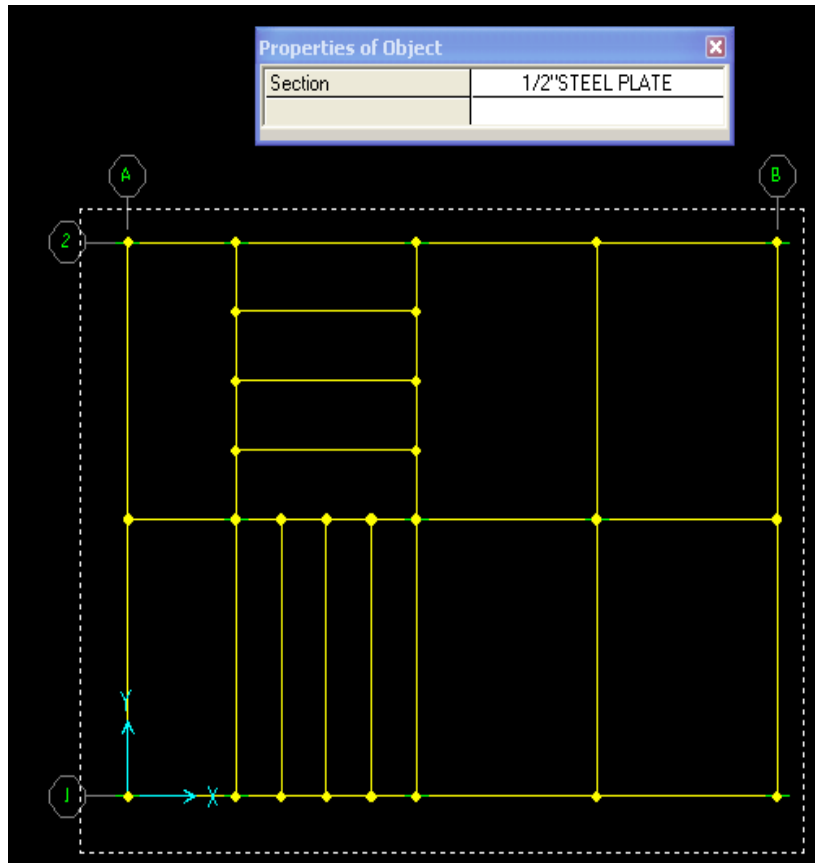 Properties of Object
Section 1/2"STEEL PLATE
A B
2
Y
1 X